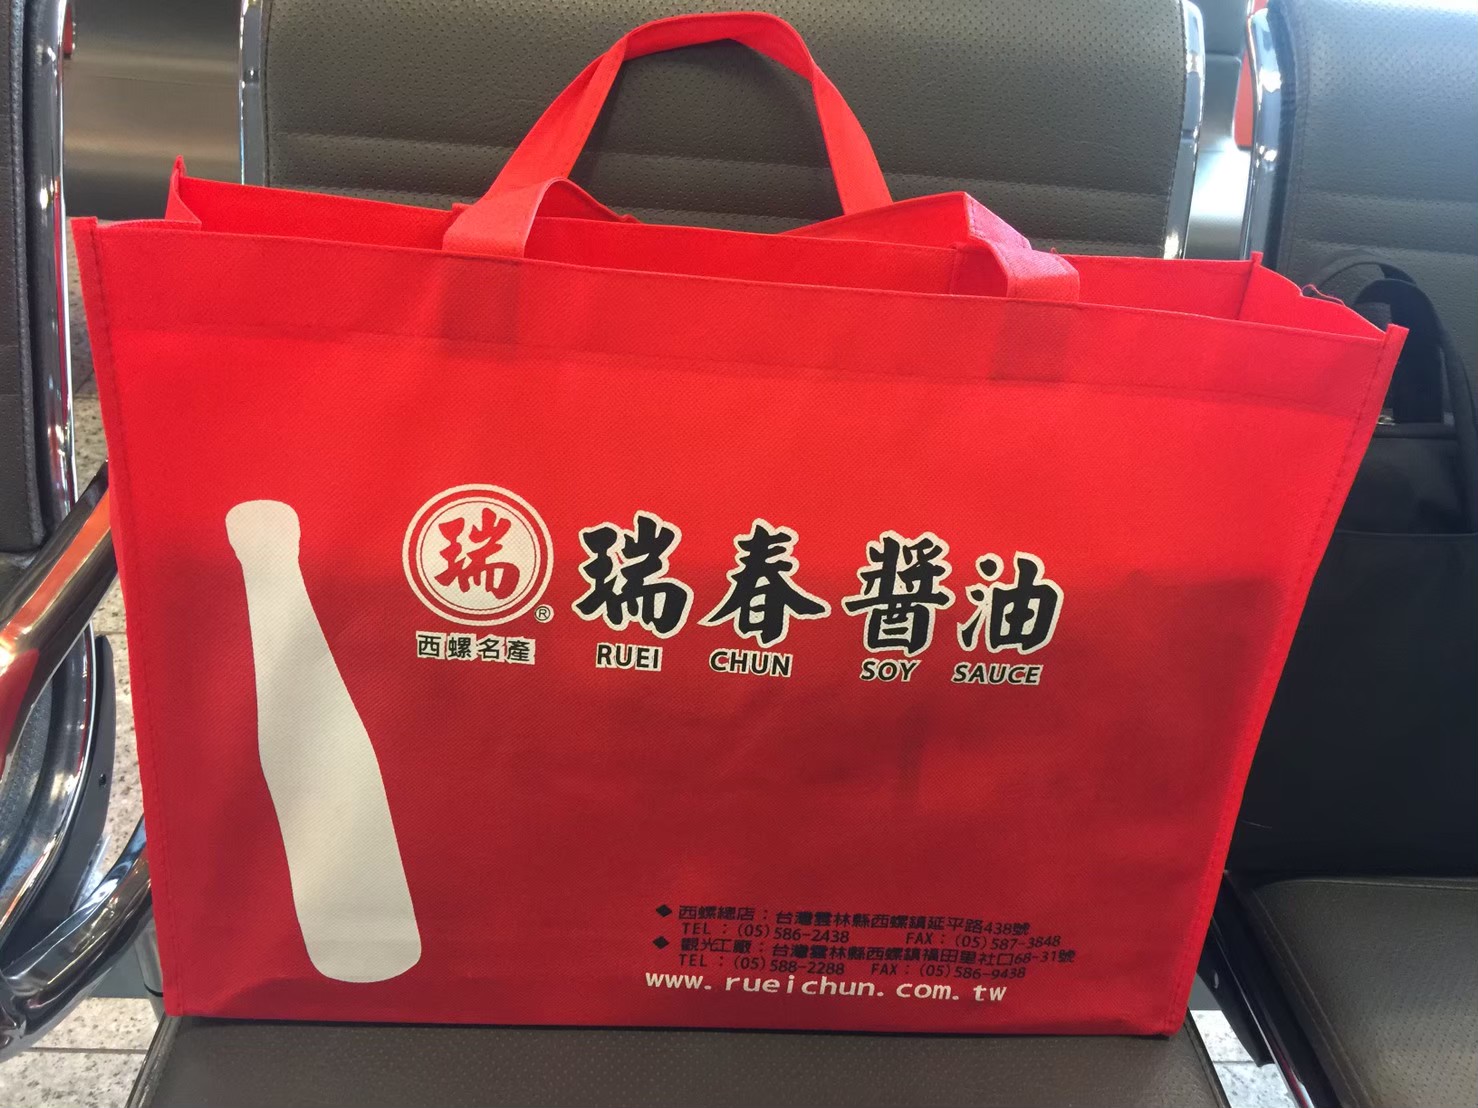 瑞
®
西螺名產
瑞春醬油
RUEI CHUN SOY SAUCE
◆西螺總店：台灣雲林縣西螺鎮延平路438號
TEL：(05)586-2438 FAX：(05)587-3848
◆觀光工廠：台灣雲林縣西螺鎮福田里社口68-31號
TEL：(05)588-2288 FAX：(05)586-9438
www.rueichun.com.tw